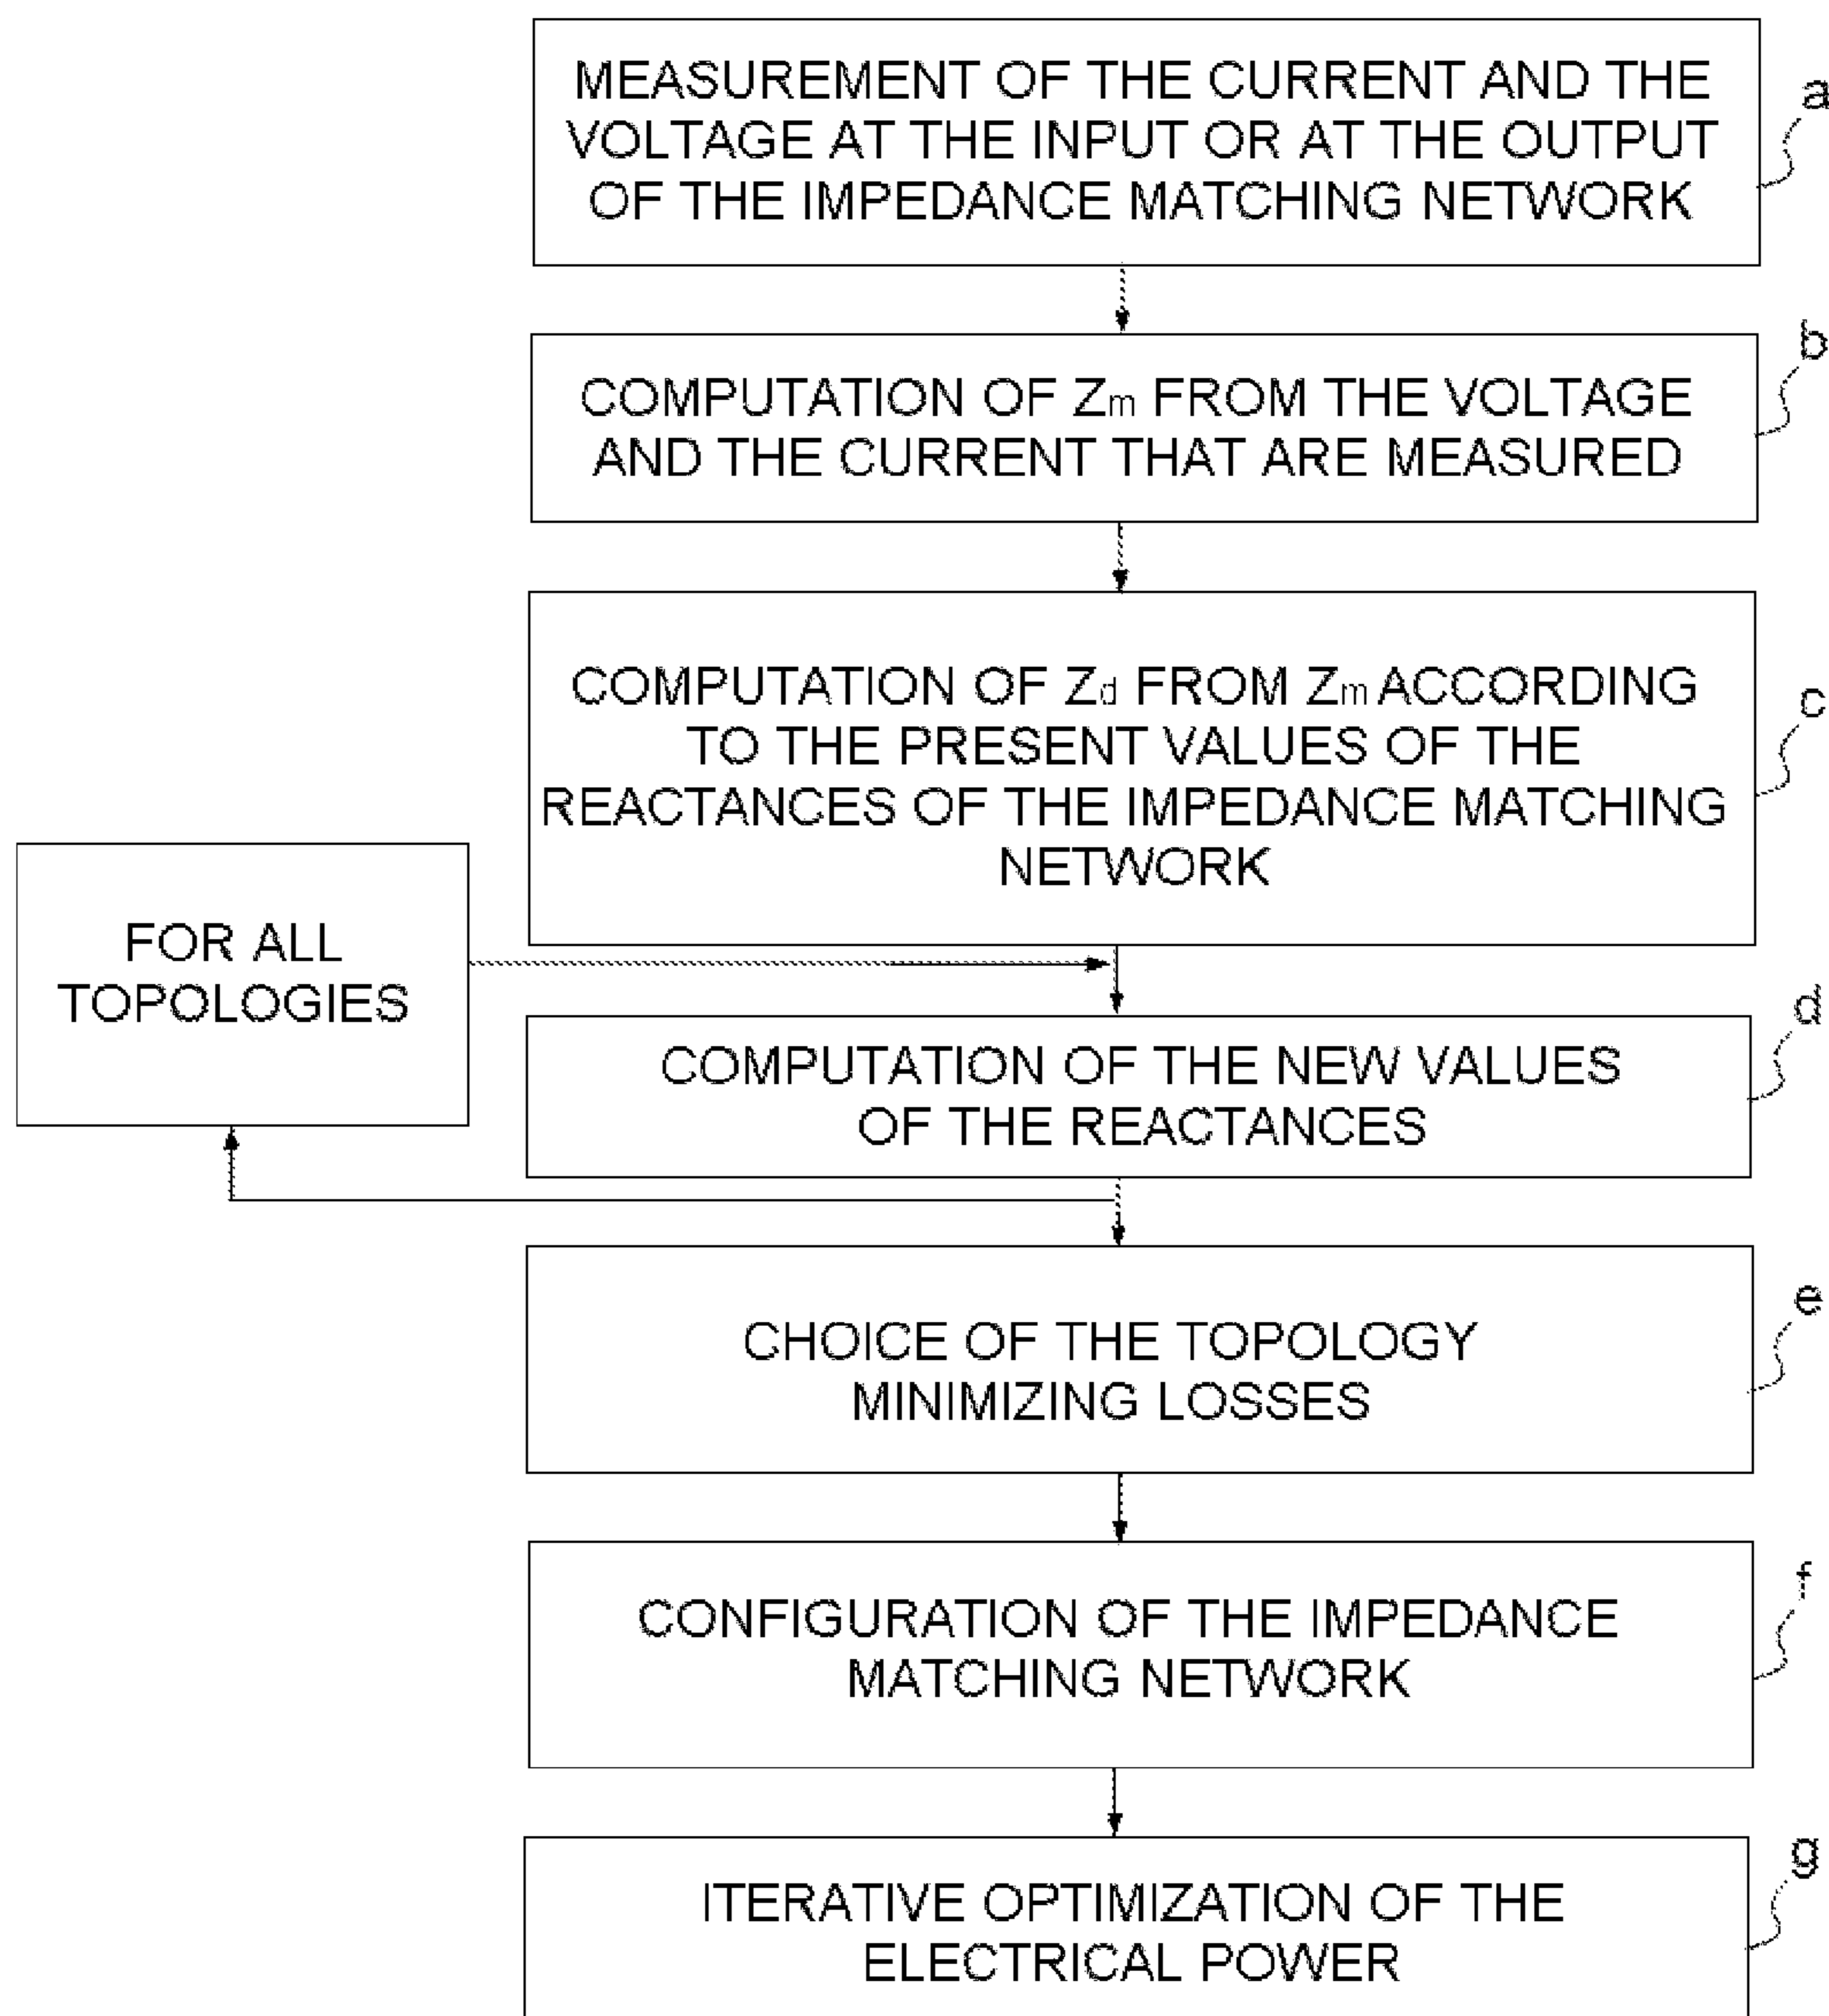 MEASUREMENT OF THE CURRENT AND THE
VOLTAGE AT THE INPUT OR AT THE OUTPUT
OF THE IMPEDANCE MATCHING NETWORK
a
COMPUTATION OF Zm FROM THE VOLTAGE
AND THE CURRENT THAT ARE MEASURED
b
COMPUTATION OF Zd FROM Zm ACCORDING
TO THE PRESENT VALUES OF THE
REACTANCES OF THE IMPEDANCE MATCHING
NETWORK
c
FOR ALL
TOPOLOGIES
COMPUTATION OF THE NEW VALUES
OF THE REACTANCES
d
CHOICE OF THE TOPOLOGY
MINIMIZING LOSSES
e
CONFIGURATION OF THE IMPEDANCE
MATCHING NETWORK
f
ITERATIVE OPTIMIZATION OF THE
ELECTRICAL POWER
g